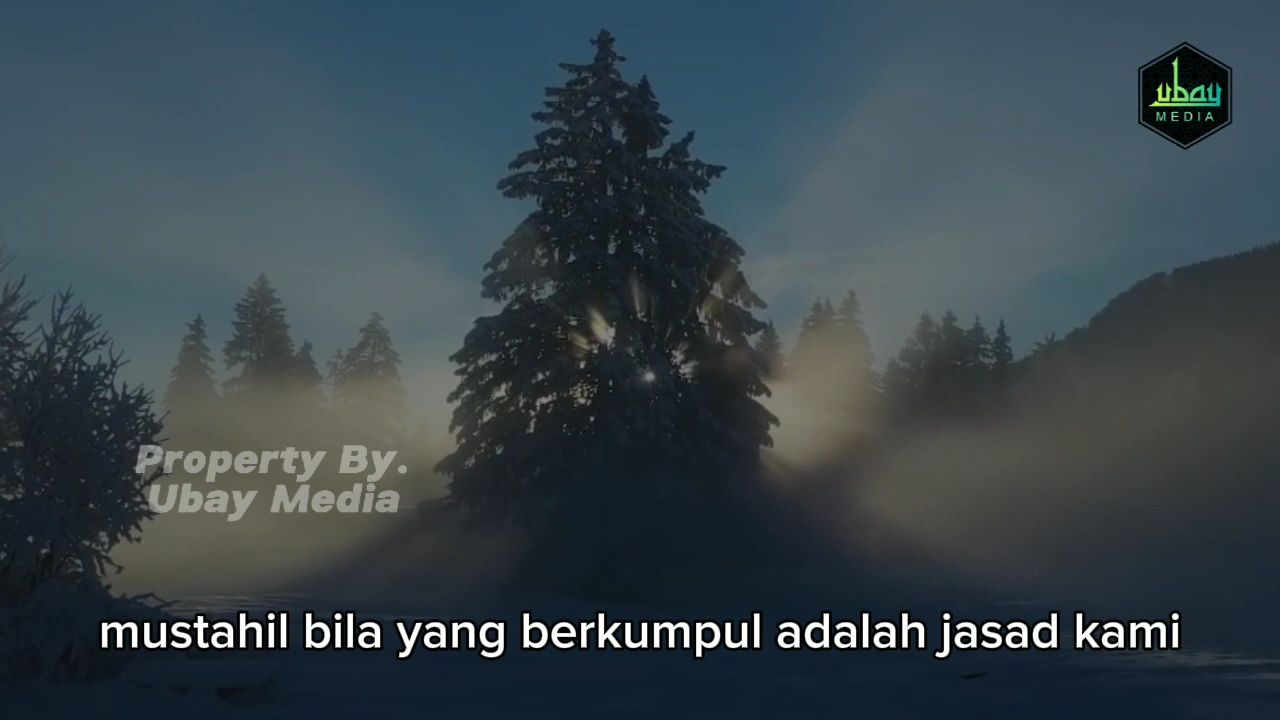 ubay
MEDIA
Property By.
Ubay Media
mustahil bila yang berkumpul adalah jasad kami